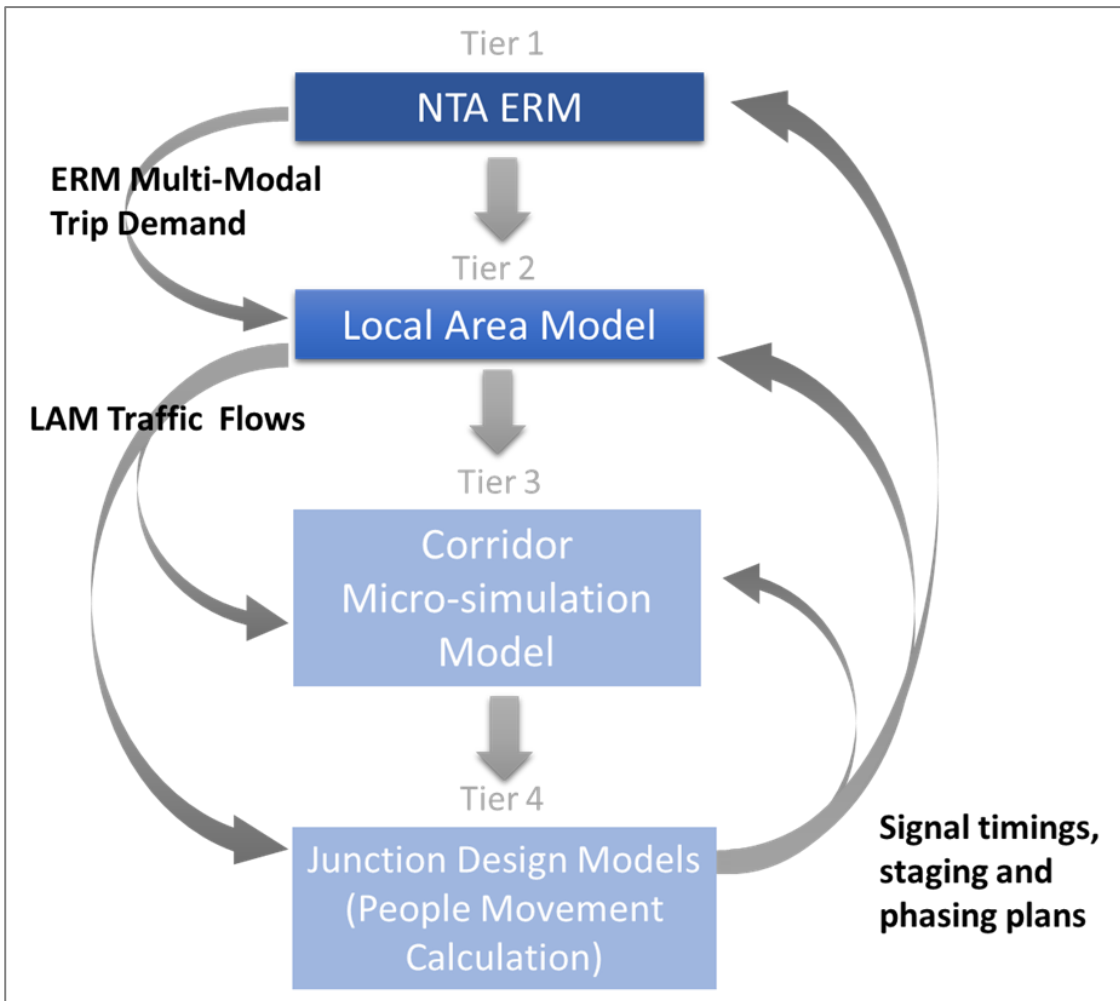 Tier 1
NTA ERM
ERM Multi-Modal
Trip Demand
Tier 2
Local Area Model
LAM Traffic Flows
Tier 3
Corridor
Micro-simulation
Model
Tier 4
Junction Design Models
(People Movement
Calculation)
Signal timings,
staging and
phasing plans